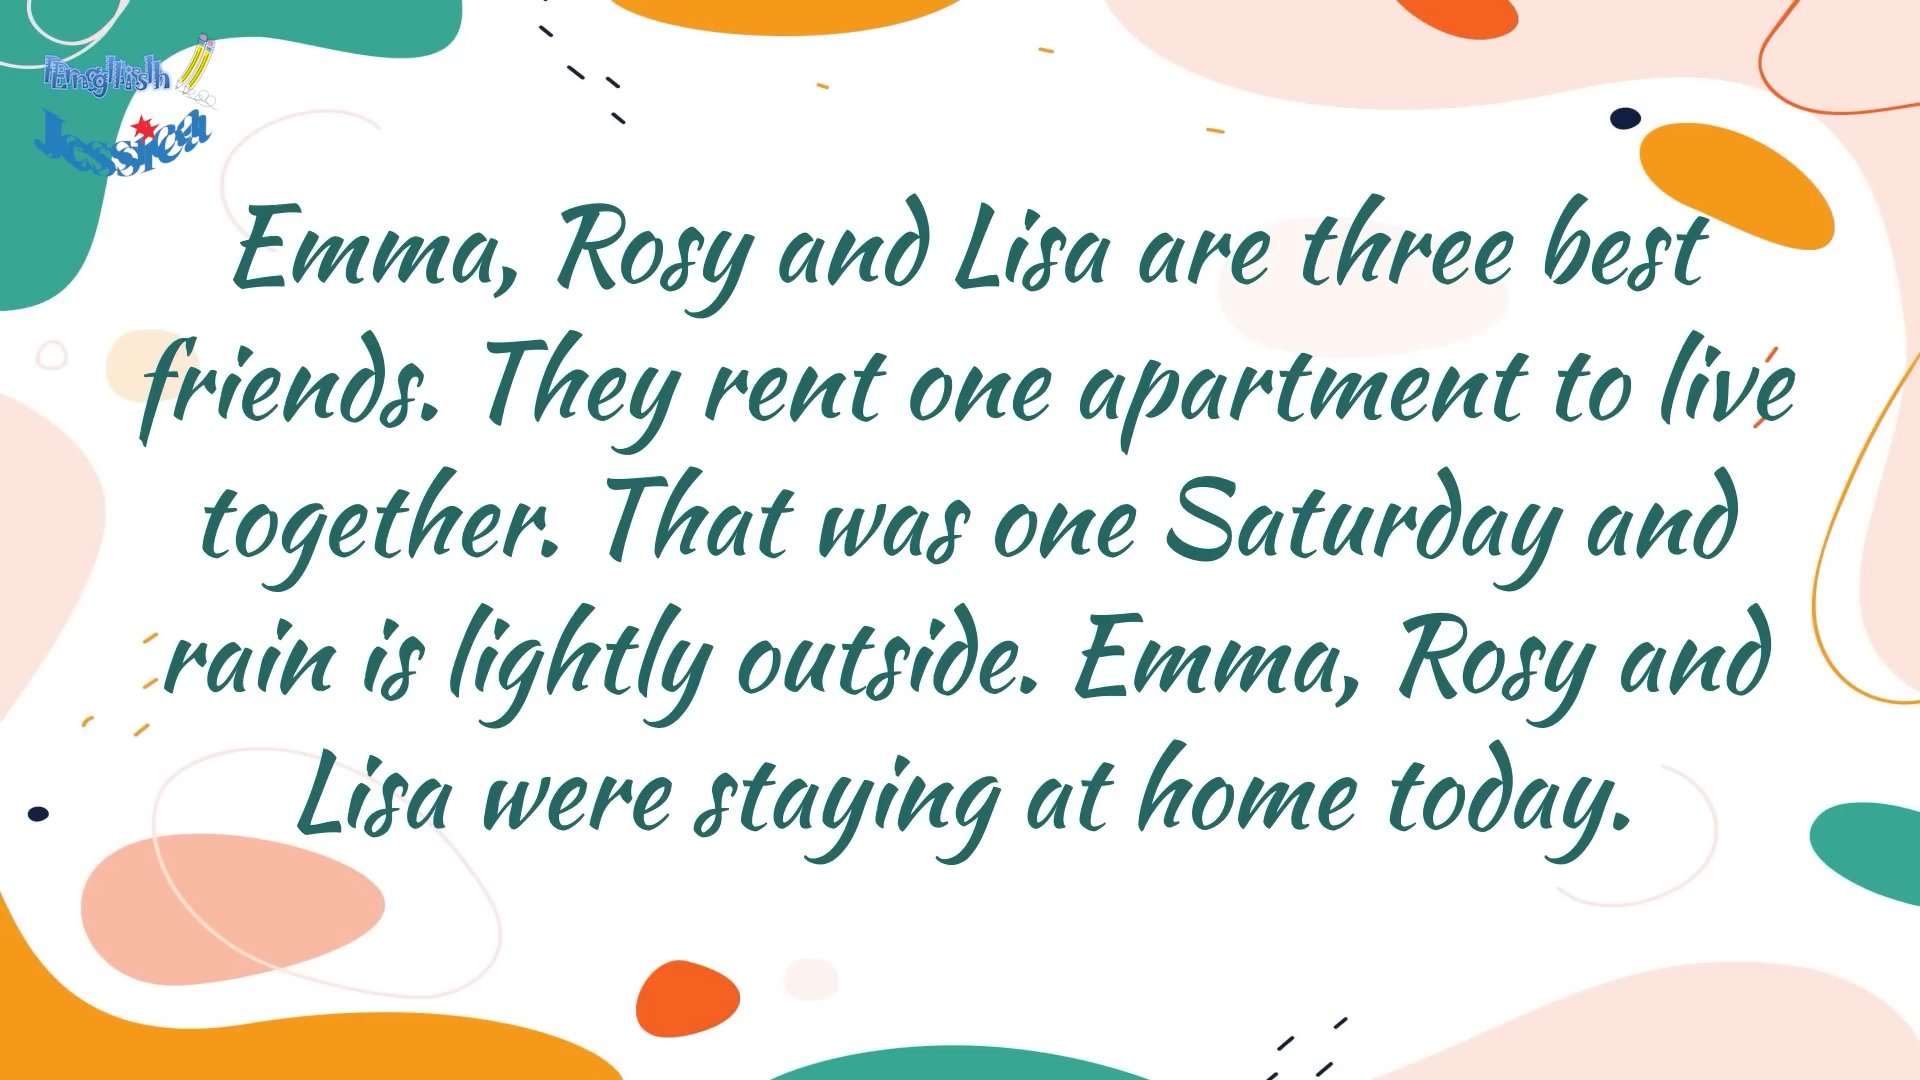 English
Jessica
Emma, Rosy and Lisa are three best
friends. They rent one apartment to live
together. That was one Saturday and
rain is lightly outside. Emma, Rosy and
Lisa were staying at home today.